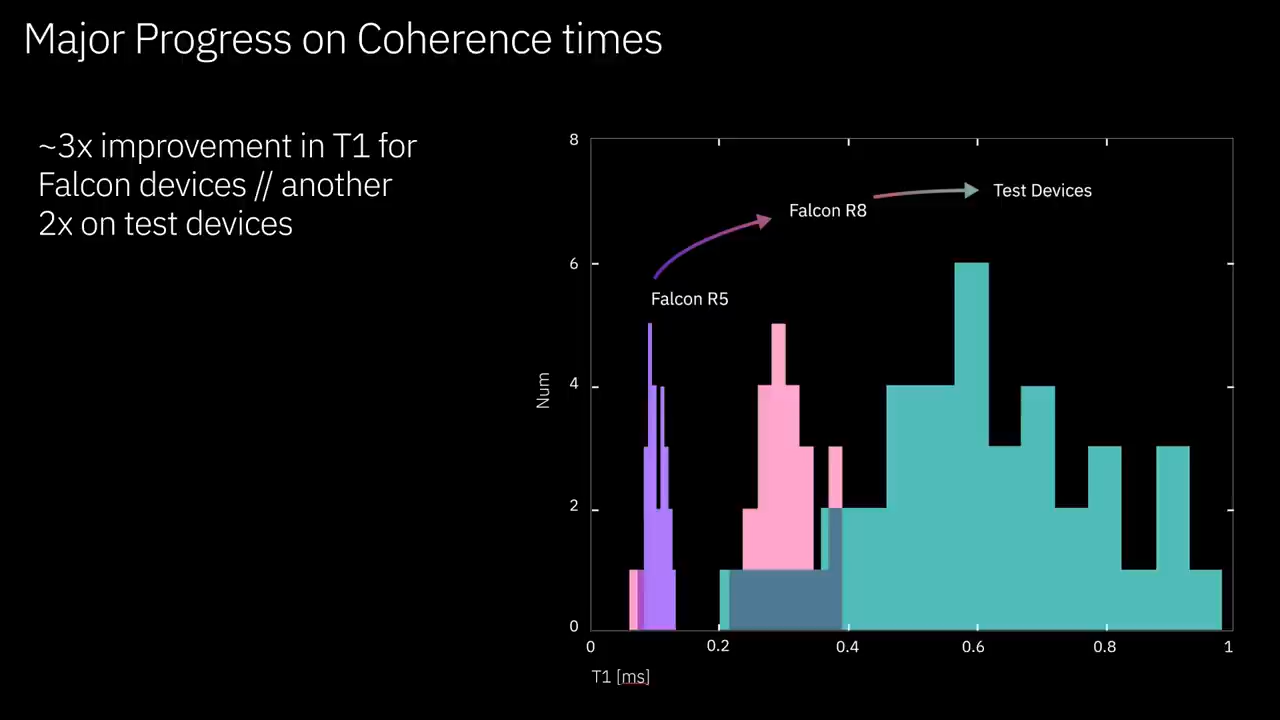 Major Progress on Coherence times
~3x improvement in T1 for
Falcon devices // another
2x on test devices
8
6
4
2
0
Num
Test Devices
Falcon R8
Falcon R5
0
0.2
0.4
0.6
0.8
1
T1 [ms]